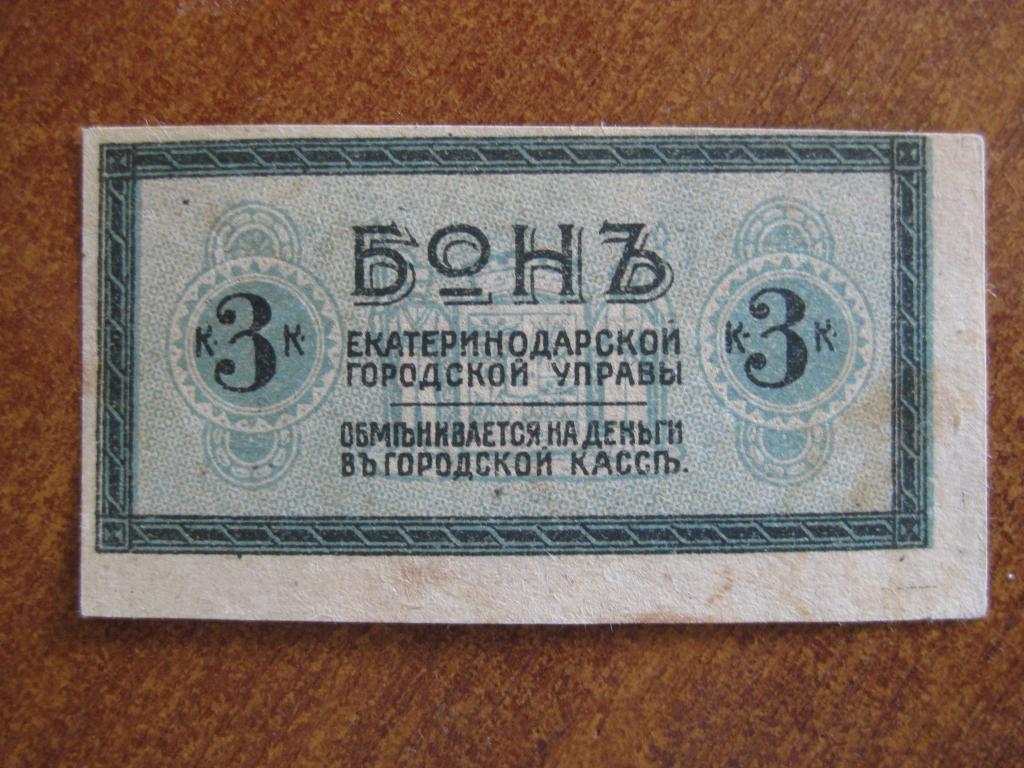 БОНЪ
К. 3 К. К. 3 К.
ЕКАТЕРИНОДАРСКОЙ
ГОРОДСКОЙ УПРАВЫ
ОБМѢНИВАЕТСЯ НА ДЕНЬГИ
ВЪ ГОРОДСКОЙ КАССѢ.